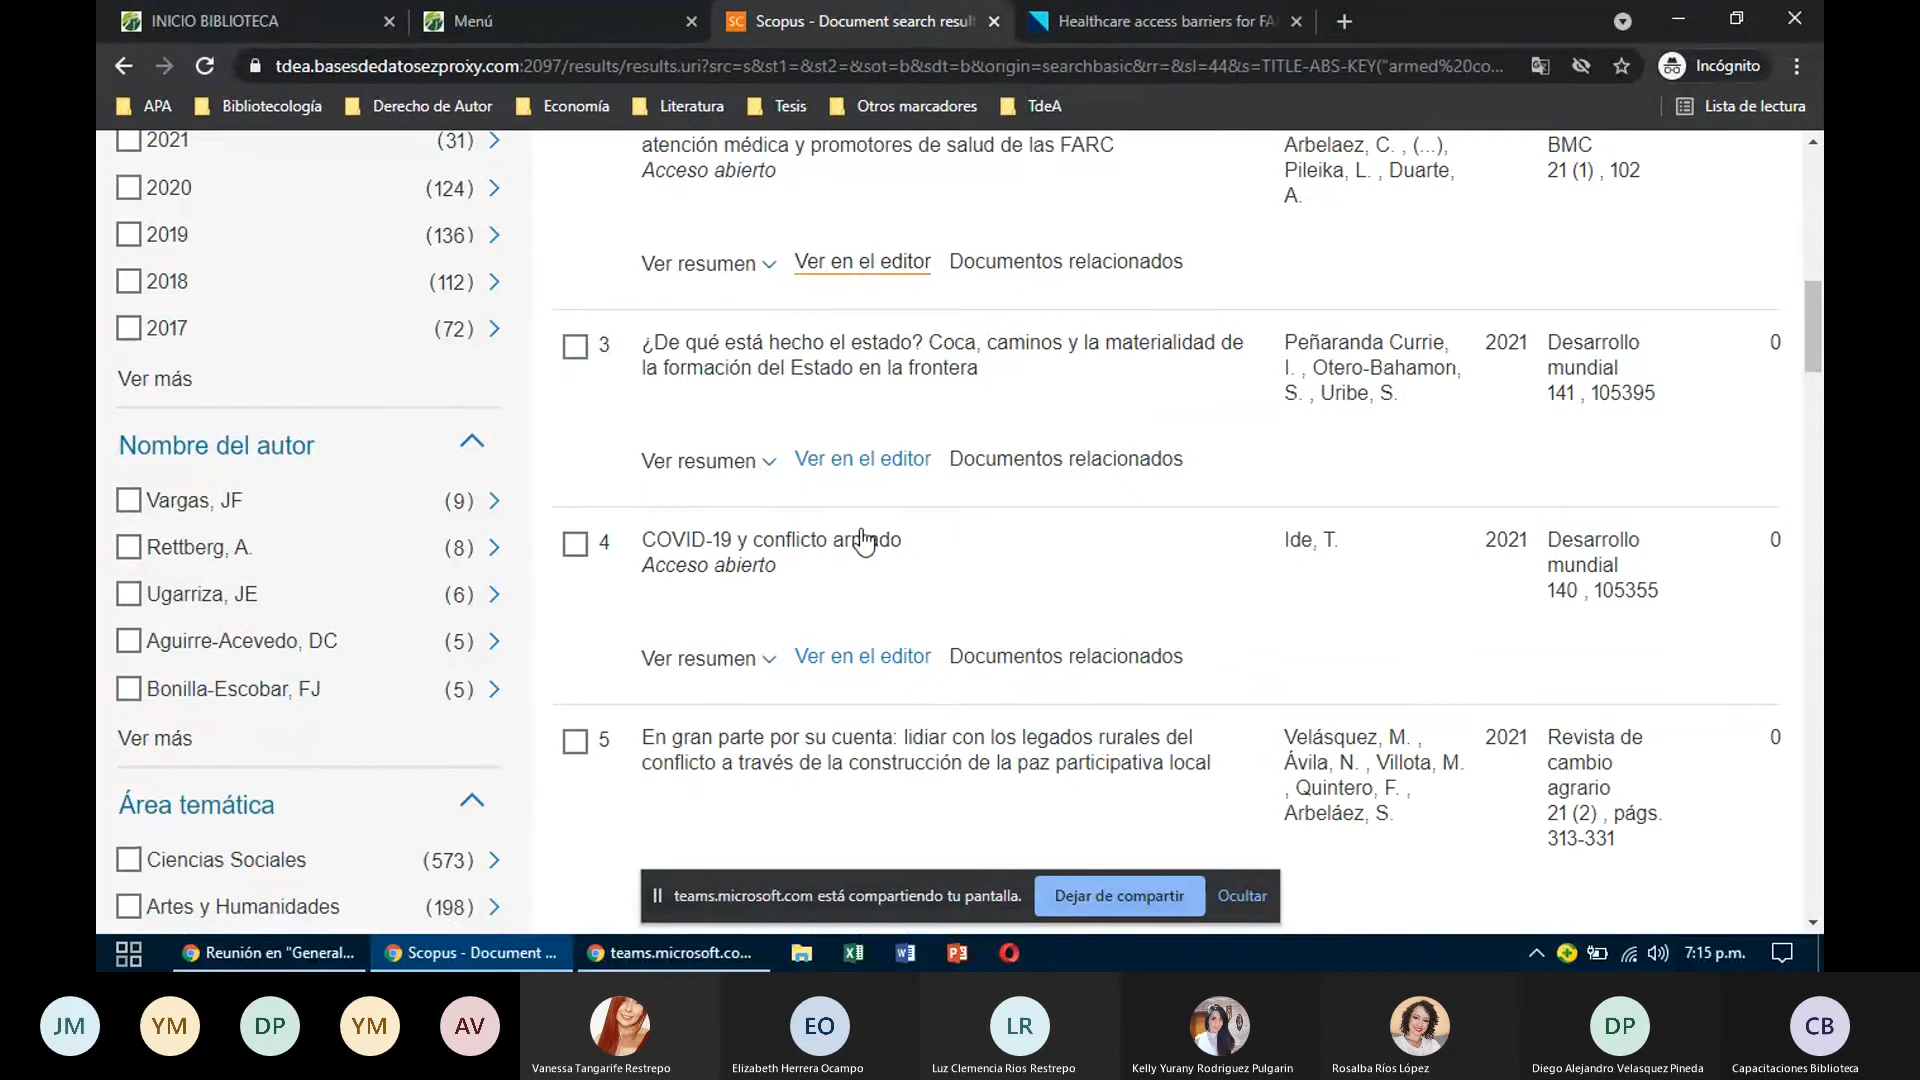 INICIO BIBLIOTECA
Menú
Scopus - Document search result
Healthcare access barriers for FA
tdea.basesdedatosezproxy.com:2097/results/results.uri?src=s&st1=&st2=&sot=b&sdt=b&origin=searchbasic&rr=&sl=44&s=TITLE-ABS-KEY("armed%20co...
Incógnito
APA
Bibliotecología
Derecho de Autor
Economía
Literatura
Tesis
Otros marcadores
TdeA
Lista de lectura
2021 (31)
2020 (124)
2019 (136)
2018 (112)
2017 (72)
Ver más
Nombre del autor
Vargas, JF (9)
Rettberg, A. (8)
Ugarriza, JE (6)
Aguirre-Acevedo, DC (5)
Bonilla-Escobar, FJ (5)
Ver más
Área temática
Ciencias Sociales (573)
Artes y Humanidades (198)
atención médica y promotores de salud de las FARC
Acceso abierto
Arbelaez, C. , (...),
Pileika, L. , Duarte,
A.
BMC
21 (1) , 102
Ver resumen
Ver en el editor
Documentos relacionados
3
¿De qué está hecho el estado? Coca, caminos y la materialidad de
la formación del Estado en la frontera
Peñaranda Currie,
I. , Otero-Bahamon,
S. , Uribe, S.
2021
Desarrollo
mundial
141 , 105395
0
Ver resumen
Ver en el editor
Documentos relacionados
4
COVID-19 y conflicto armado
Acceso abierto
Ide, T.
2021
Desarrollo
mundial
140 , 105355
0
Ver resumen
Ver en el editor
Documentos relacionados
5
En gran parte por su cuenta: lidiar con los legados rurales del
conflicto a través de la construcción de la paz participativa local
Velásquez, M. ,
Ávila, N. , Villota, M.
, Quintero, F. ,
Arbeláez, S.
2021
Revista de
cambio
agrario
21 (2) , págs.
313-331
0
teams.microsoft.com está compartiendo tu pantalla.
Dejar de compartir
Ocultar
Reunión en "General...
Scopus - Document ...
teams.microsoft.co...
7:15 p.m.
JM
YM
DP
YM
AV
EO
LR
DP
CB
Vanessa Tangarife Restrepo
Elizabeth Herrera Ocampo
Luz Clemencia Rios Restrepo
Kelly Yurany Rodriguez Pulgarin
Rosalba Ríos López
Diego Alejandro Velasquez Pineda
Capacitaciones Biblioteca